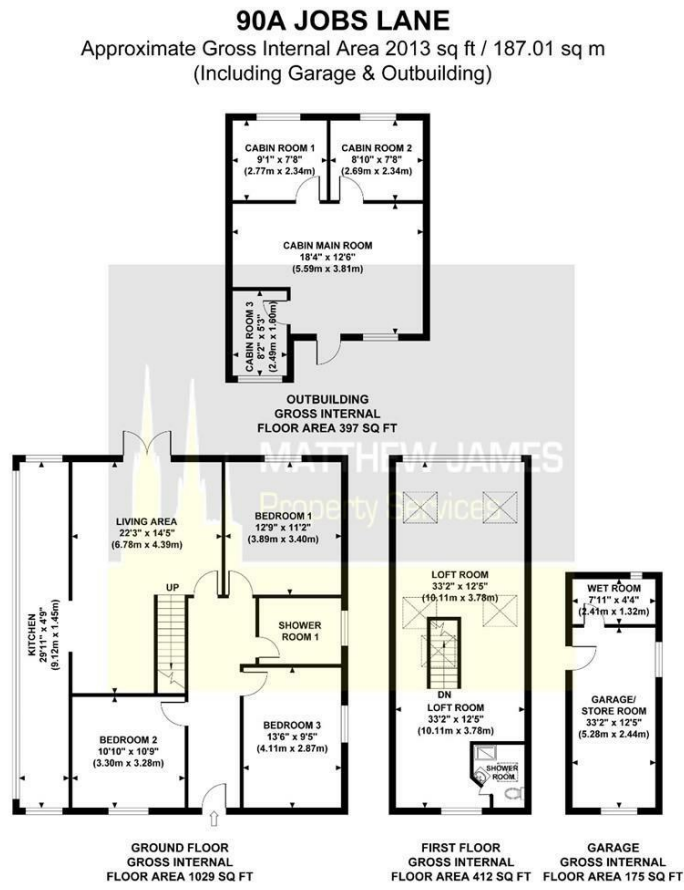 90A JOBS LANE
Approximate Gross Internal Area 2013 sq ft / 187.01 sq m
(Including Garage & Outbuilding)
CABIN ROOM 1
9'1" x 7'8"
(2.77m x 2.34m)
CABIN ROOM 2
8'10" x 7'8"
(2.69m x 2.34m)
CABIN MAIN ROOM
18'4" x 12'6"
(5.59m x 3.81m)
CABIN ROOM 3
8'2" x 5'3"
(2.49m x 1.60m)
OUTBUILDING
GROSS INTERNAL
FLOOR AREA 397 SQ FT
MATTHEW JAMES
Property Services
KITCHEN
29'11" x 4'9"
(9.12m x 1.45m)
LIVING AREA
22'3" x 14'5"
(6.78m x 4.39m)
UP
BEDROOM 1
12'9" x 11'2"
(3.89m x 3.40m)
SHOWER
ROOM 1
BEDROOM 2
10'10" x 10'9"
(3.30m x 3.28m)
BEDROOM 3
13'6" x 9'5"
(4.11m x 2.87m)
GROUND FLOOR
GROSS INTERNAL
FLOOR AREA 1029 SQ FT
LOFT ROOM
33'2" x 12'5"
(10.11m x 3.78m)
DN
LOFT ROOM
33'2" x 12'5"
(10.11m x 3.78m)
SHOWER
ROOM
FIRST FLOOR
GROSS INTERNAL
FLOOR AREA 412 SQ FT
WET ROOM
7'11" x 4'4"
(2.41m x 1.32m)
GARAGE/
STORE ROOM
33'2" x 12'5"
(5.28m x 2.44m)
GARAGE
GROSS INTERNAL
FLOOR AREA 175 SQ FT